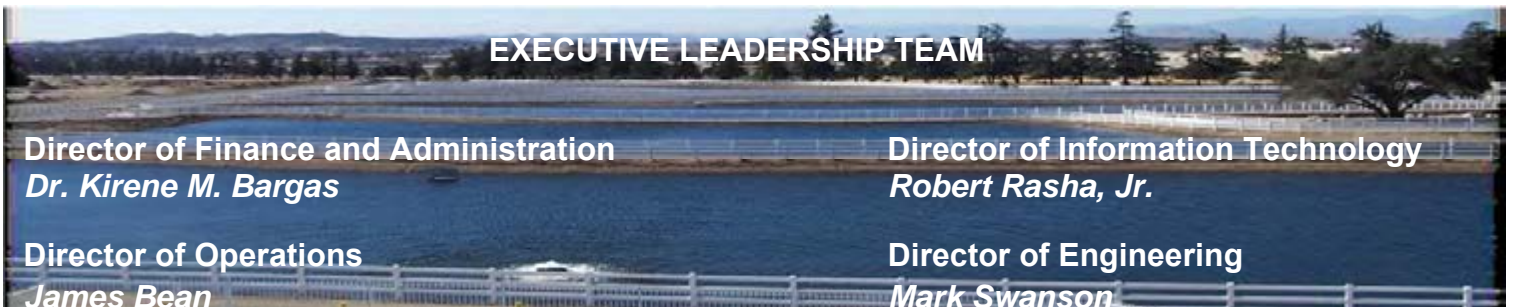 EXECUTIVE LEADERSHIP TEAM
Director of Finance and Administration
Dr. Kirene M. Bargas
Director of Information Technology
Robert Rasha, Jr.
Director of Operations
James Bean
Director of Engineering
Mark Swanson